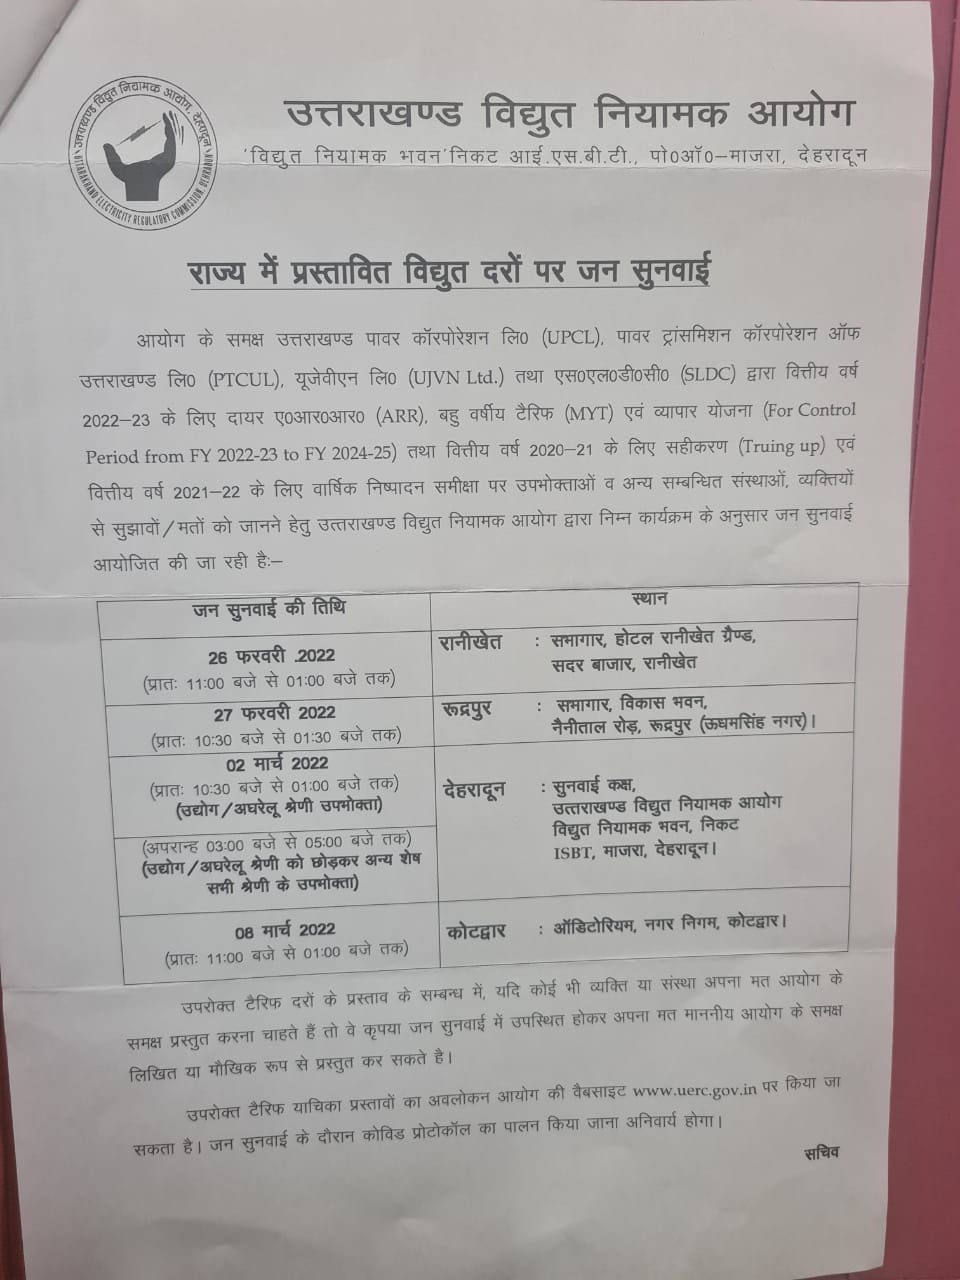 उत्तराखण्ड विद्युत नियामक आयोग, देहरादून
UTTARAKHAND ELECTRICITY REGULATORY COMMISSION, DEHRADUN
उत्तराखण्ड विद्युत नियामक आयोग
'विद्युत नियामक भवन' निकट आई.एस.बी.टी., पो0ऑ0–माजरा, देहरादून
राज्य में प्रस्तावित विद्युत दरों पर जन सुनवाई
आयोग के समक्ष उत्तराखण्ड पावर कॉरपोरेशन लि0 (UPCL), पावर ट्रांसमिशन कॉरपोरेशन ऑफ
उत्तराखण्ड लि0 (PTCUL), यूजेवीएन लि0 (UJVN Ltd.) तथा एस0एल0डी0सी0 (SLDC) द्वारा वित्तीय वर्ष
2022–23 के लिए दायर ए0आर0आर0 (ARR), बहु वर्षीय टैरिफ (MYT) एवं व्यापार योजना (For Control
Period from FY 2022-23 to FY 2024-25) तथा वित्तीय वर्ष 2020–21 के लिए सहीकरण (Truing up) एवं
वित्तीय वर्ष 2021–22 के लिए वार्षिक निष्पादन समीक्षा पर उपभोक्ताओं व अन्य सम्बन्धित संस्थाओं, व्यक्तियों
से सुझावों/मतों को जानने हेतु उत्तराखण्ड विद्युत नियामक आयोग द्वारा निम्न कार्यक्रम के अनुसार जन सुनवाई
आयोजित की जा रही हैः–
जन सुनवाई की तिथि स्थान
26 फरवरी .2022
(प्रातः 11:00 बजे से 01:00 बजे तक)
रानीखेत : सभागार, होटल रानीखेत ग्रैण्ड,
सदर बाजार, रानीखेत
27 फरवरी 2022
(प्रातः 10:30 बजे से 01:30 बजे तक)
रूद्रपुर : सभागार, विकास भवन,
नैनीताल रोड़, रूद्रपुर (ऊधमसिंह नगर)।
02 मार्च 2022
(प्रातः 10:30 बजे से 01:00 बजे तक)
(उद्योग/अघरेलू श्रेणी उपभोक्ता)
(अपरान्ह 03:00 बजे से 05:00 बजे तक)
(उद्योग/अघरेलू श्रेणी को छोड़कर अन्य शेष
सभी श्रेणी के उपभोक्ता)
देहरादून : सुनवाई कक्ष,
उत्तराखण्ड विद्युत नियामक आयोग
विद्युत नियामक भवन, निकट
ISBT, माजरा, देहरादून।
08 मार्च 2022
(प्रातः 11:00 बजे से 01:00 बजे तक)
कोटद्वार : ऑडिटोरियम, नगर निगम, कोटद्वार।
उपरोक्त टैरिफ दरों के प्रस्ताव के सम्बन्ध में, यदि कोई भी व्यक्ति या संस्था अपना मत आयोग के
समक्ष प्रस्तुत करना चाहते हैं तो वे कृपया जन सुनवाई में उपस्थित होकर अपना मत माननीय आयोग के समक्ष
लिखित या मौखिक रूप से प्रस्तुत कर सकते है।
उपरोक्त टैरिफ याचिका प्रस्तावों का अवलोकन आयोग की वैबसाइट www.uerc.gov.in पर किया जा
सकता है। जन सुनवाई के दौरान कोविड प्रोटोकॉल का पालन किया जाना अनिवार्य होगा।
सचिव